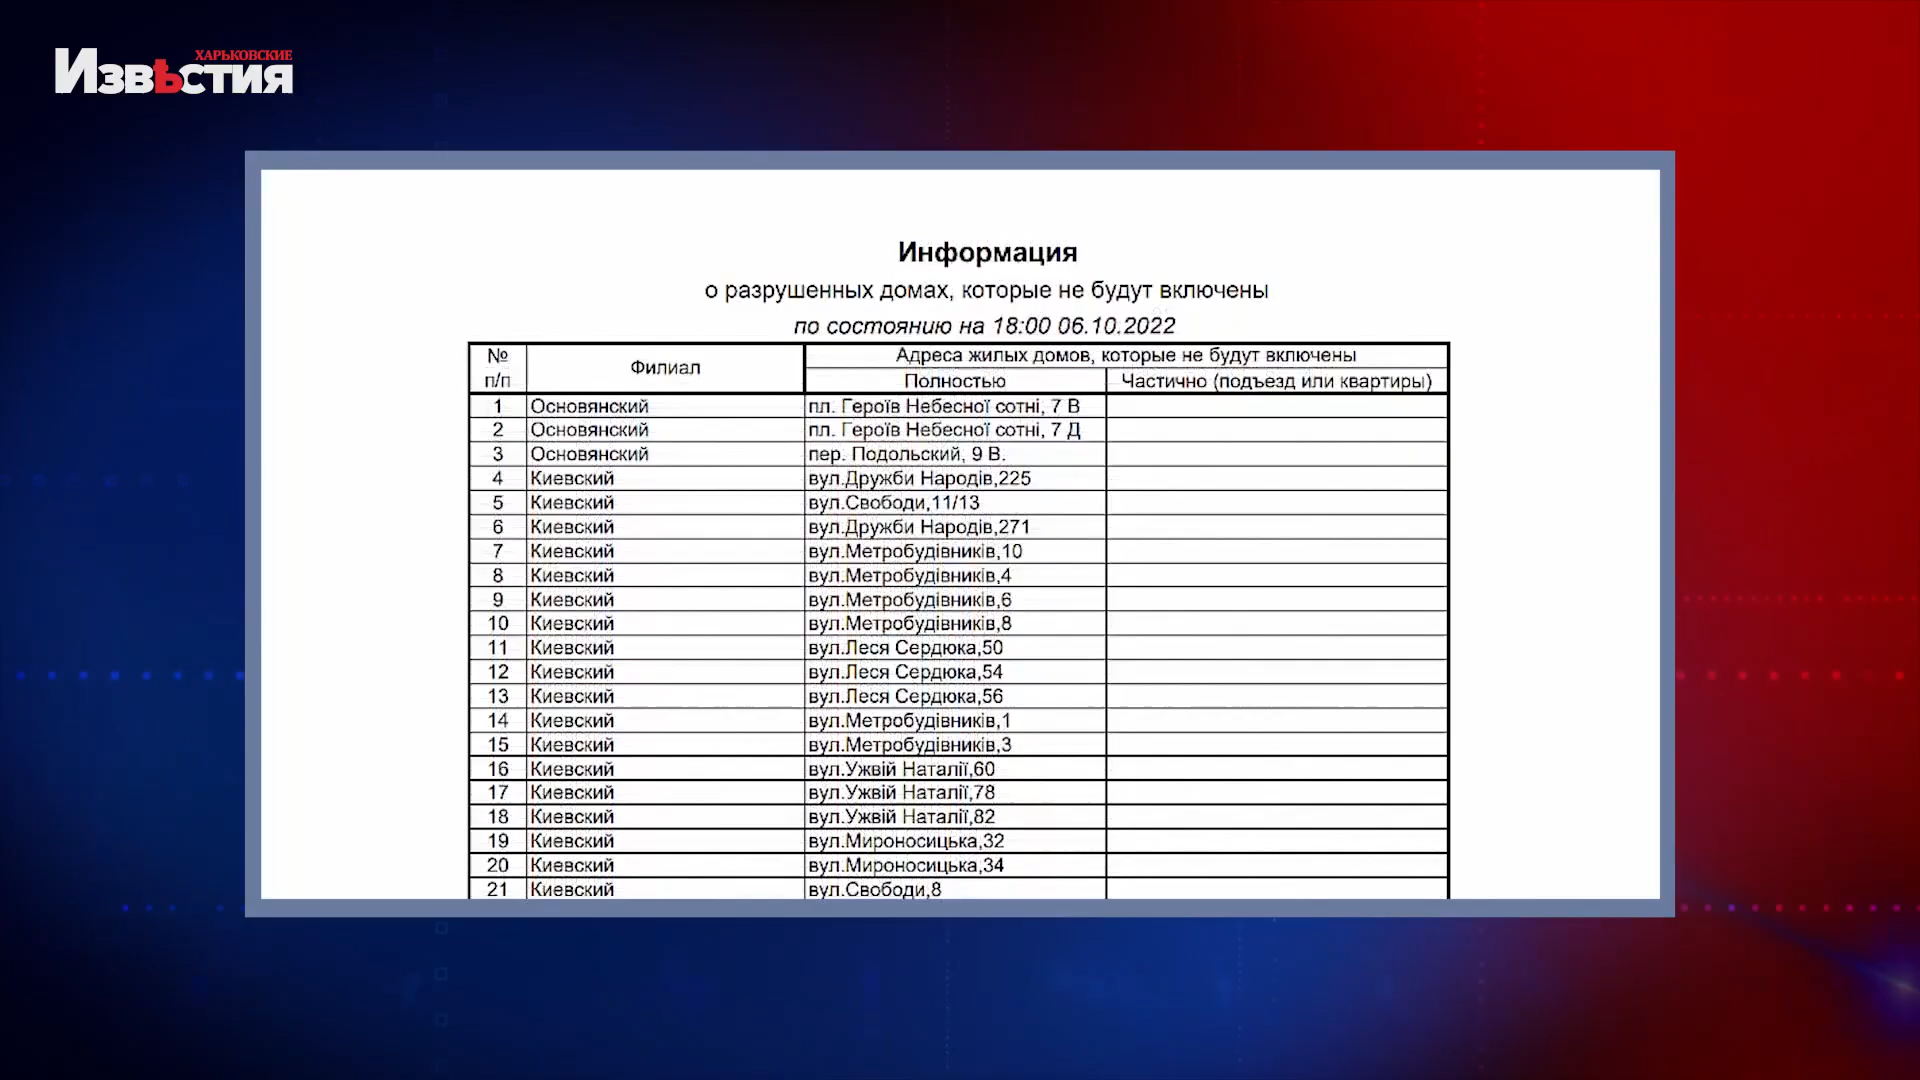 ХАРЬКОВСКИЕ
ИзвѣсТИЯ
Информация
о разрушенных домах, которые не будут включены
по состоянию на 18:00 06.10.2022
№ п/п Филиал Адреса жилых домов, которые не будут включены
Полностью Частично (подъезд или квартиры)
1 Основянский пл. Героїв Небесної сотні, 7 В
2 Основянский пл. Героїв Небесної сотні, 7 Д
3 Основянский пер. Подольский, 9 В.
4 Киевский вул.Дружби Народів,225
5 Киевский вул.Свободи,11/13
6 Киевский вул.Дружби Народів,271
7 Киевский вул.Метробудівників,10
8 Киевский вул.Метробудівників,4
9 Киевский вул.Метробудівників,6
10 Киевский вул.Метробудівників,8
11 Киевский вул.Леся Сердюка,50
12 Киевский вул.Леся Сердюка,54
13 Киевский вул.Леся Сердюка,56
14 Киевский вул.Метробудівників,1
15 Киевский вул.Метробудівників,3
16 Киевский вул.Ужвій Наталії,60
17 Киевский вул.Ужвій Наталії,78
18 Киевский вул.Ужвій Наталії,82
19 Киевский вул.Мироносицька,32
20 Киевский вул.Мироносицька,34
21 Киевский вул.Свободи,8